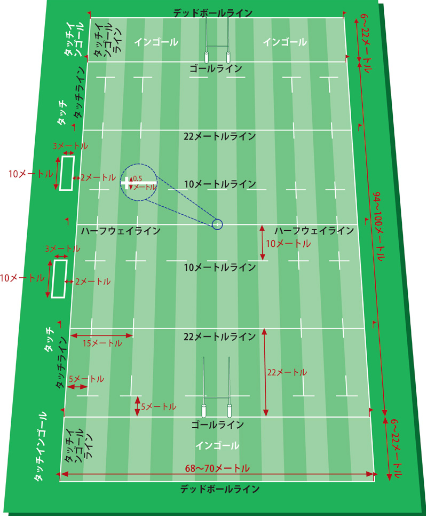 デッドボールライン
タッチイ
ンゴール
タッチイ
ンゴール
ライン
インゴール
インゴール
6〜22メートル
ゴールライン
タッチ
タッチライン
22メートルライン
3メートル
10メートル
2メートル
0.5
メートル
10メートルライン
94〜100メートル
ハーフウェイライン
ハーフウェイライン
10メートル
3メートル
10メートル
2メートル
10メートルライン
タッチ
タッチライン
22メートルライン
15メートル
22メートル
5メートル
5メートル
ゴールライン
タッチインゴール
タッチイ
ンゴール
ライン
インゴール
6〜22メートル
68〜70メートル
デッドボールライン